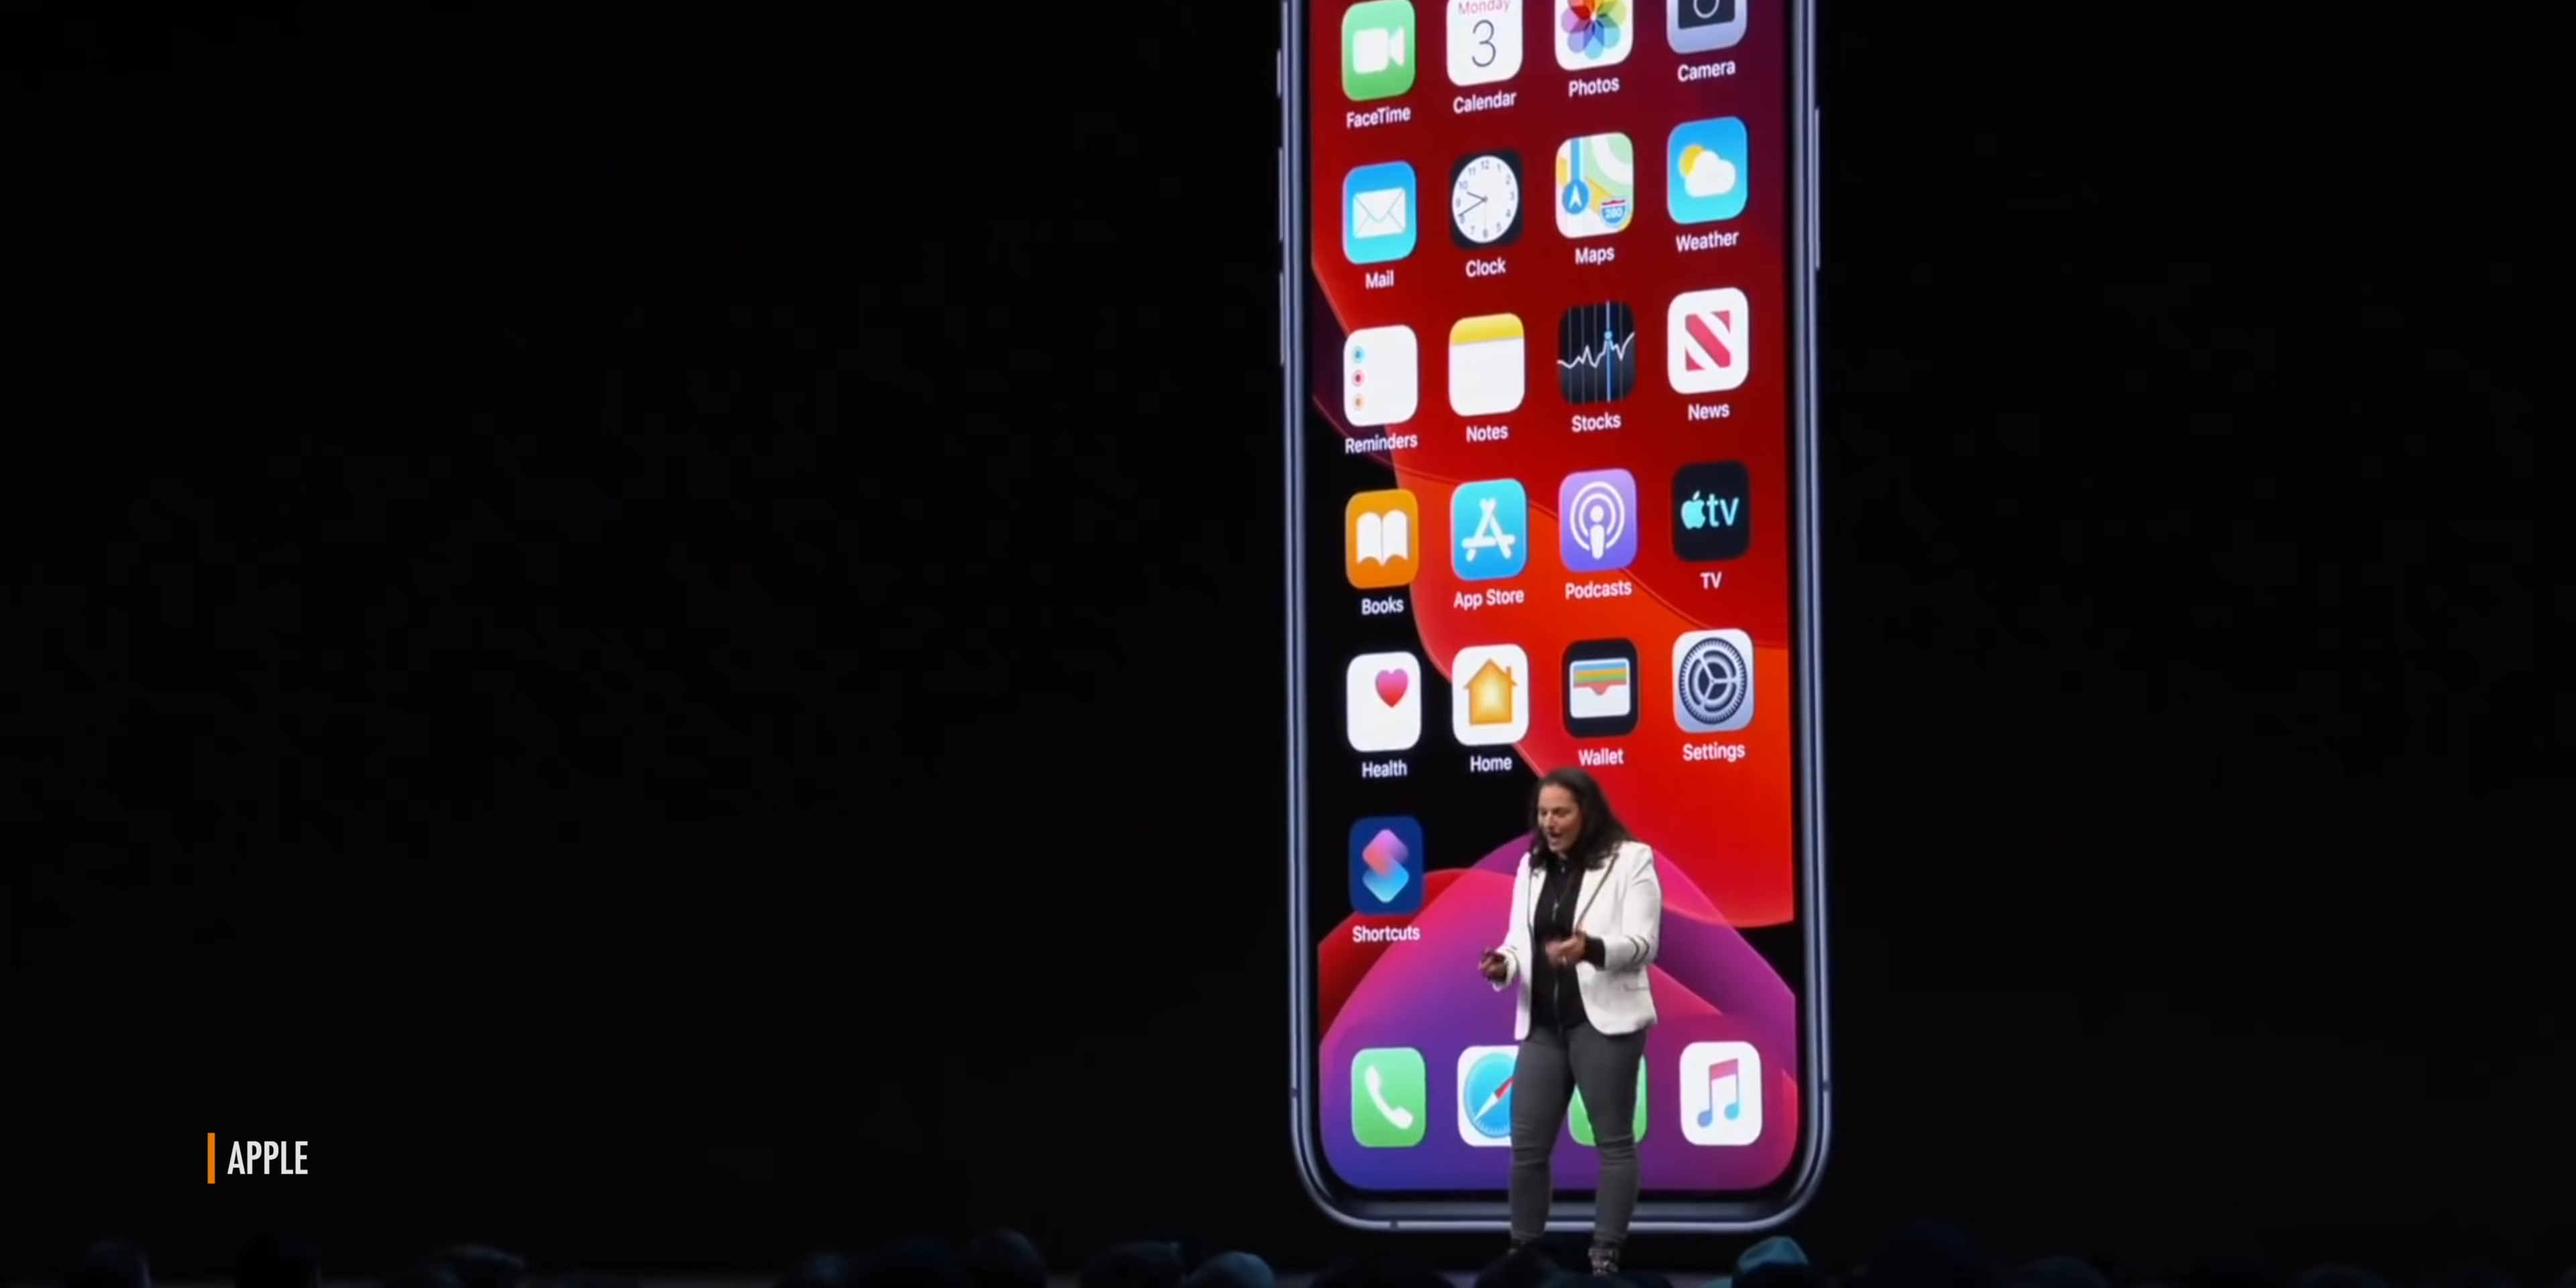 Monday
3
FaceTime
Calendar
Photos
Camera
Mail
Clock
Maps
Weather
280
Reminders
Notes
Stocks
News
tv
Books
App Store
Podcasts
TV
Health
Home
Wallet
Settings
Shortcuts
APPLE